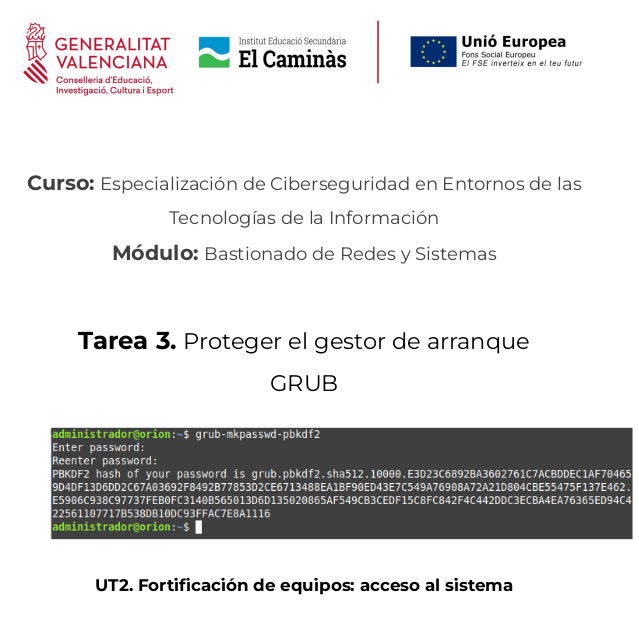 GENERALITAT
VALENCIANA
Conselleria d'Educació,
Investigació, Cultura i Esport
Institut Educació Secundària
El Caminàs
Unió Europea
Fons Social Europeu
El FSE inverteix en el teu futur
Curso: Especialización de Ciberseguridad en Entornos de las
Tecnologías de la Información
Módulo: Bastionado de Redes y Sistemas
Tarea 3. Proteger el gestor de arranque
GRUB
administrador@orion:~$ grub-mkpasswd-pbkdf2
Enter password:
Reenter password:
PBKDF2 hash of your password is grub.pbkdf2.sha512.10000.E3D23C6892BA3602761C7ACBDDEC1AF70465
9D4DF13D6DD2C67A03692F8492B77853D2CE6713488EA1BF90ED43E7C549A76908A72A21D804CBE55475F137E462.
E5906C938C97737FEB0FC3140B565013D6D135020865AF549CB3CEDF15C8FC842F4C442DDC3ECBA4EA76365ED94C4
22561107717B538DB10DC93FFAC7E8A1116
administrador@orion:~$
UT2. Fortificación de equipos: acceso al sistema